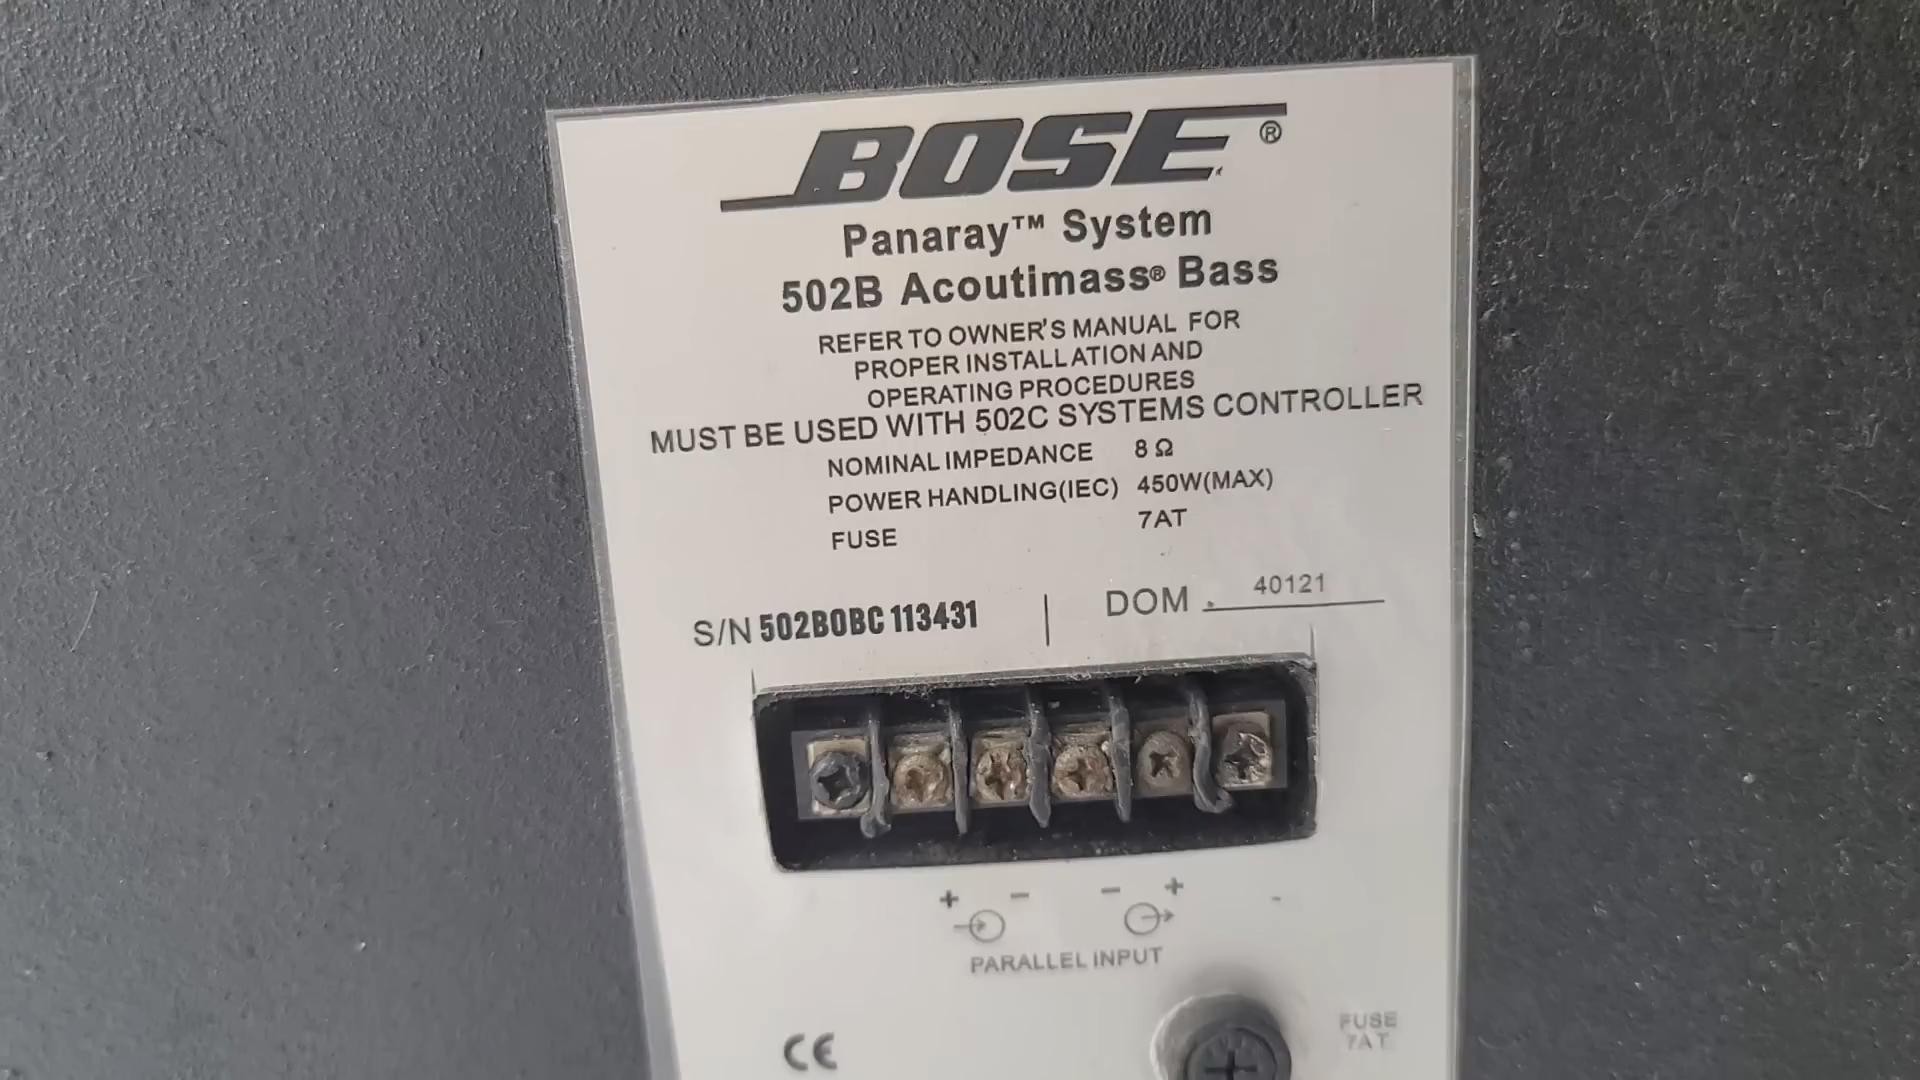 BOSE®
Panaray™ System
502B Acoutimass® Bass
REFER TO OWNER'S MANUAL FOR
PROPER INSTALLATION AND
OPERATING PROCEDURES
MUST BE USED WITH 502C SYSTEMS CONTROLLER
NOMINAL IMPEDANCE 8 Ω
POWER HANDLING(IEC) 450W(MAX)
FUSE 7AT
S/N 502B0BC 113431 | DOM. 40121
+ - - +
PARALLEL INPUT
CE
FUSE
7AT